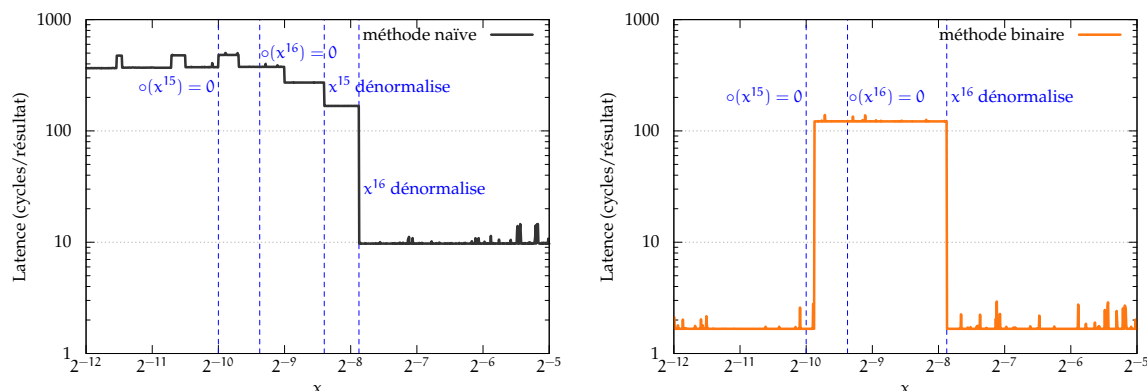 1000
100
10
1
Latence (cycles/résultat)
méthode naïve
∘(x¹⁶) = 0
∘(x¹⁵) = 0
x¹⁵ dénormalise
x¹⁶ dénormalise
2⁻¹² 2⁻¹¹ 2⁻¹⁰ 2⁻⁹ 2⁻⁸ 2⁻⁷ 2⁻⁶ 2⁻⁵
x
1000
100
10
1
Latence (cycles/résultat)
méthode binaire
∘(x¹⁵) = 0 ∘(x¹⁶) = 0 x¹⁶ dénormalise
2⁻¹² 2⁻¹¹ 2⁻¹⁰ 2⁻⁹ 2⁻⁸ 2⁻⁷ 2⁻⁶ 2⁻⁵
x